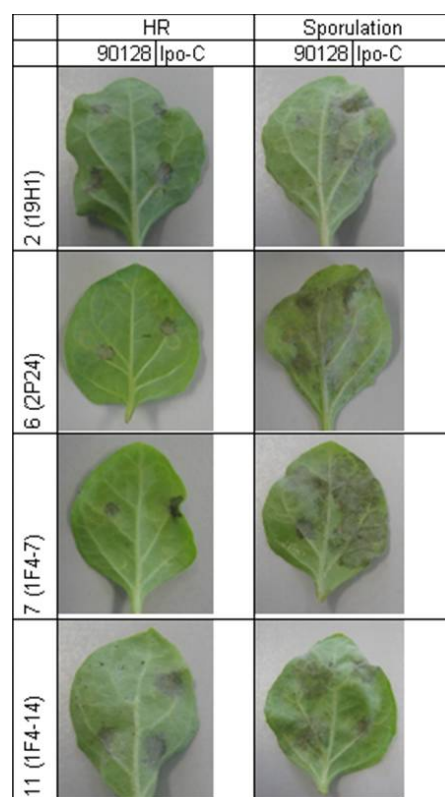 HR Sporulation
90128|Ipo-C 90128|Ipo-C
2 (19H1)
6 (2P24)
7 (1F4-7)
11 (1F4-14)